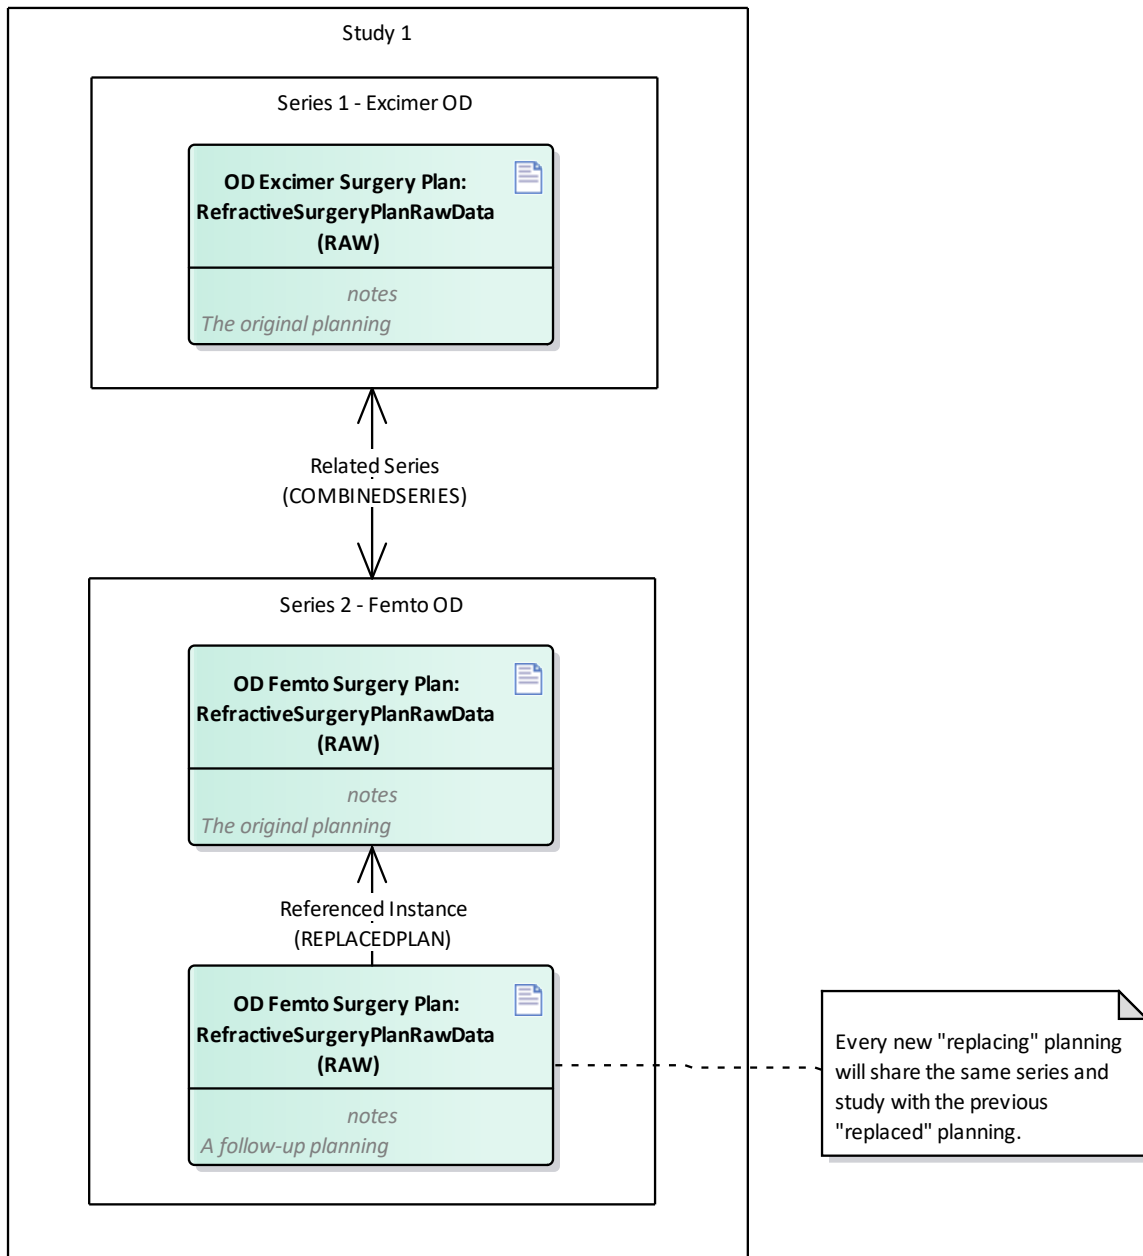 Study 1
Series 1 - Excimer OD
OD Excimer Surgery Plan:
RefractiveSurgeryPlanRawData
(RAW)
notes
The original planning
Related Series
(COMBINEDSERIES)
Series 2 - Femto OD
OD Femto Surgery Plan:
RefractiveSurgeryPlanRawData
(RAW)
notes
The original planning
Referenced Instance
(REPLACEDPLAN)
OD Femto Surgery Plan:
RefractiveSurgeryPlanRawData
(RAW)
notes
A follow-up planning
Every new "replacing" planning
will share the same series and
study with the previous
"replaced" planning.